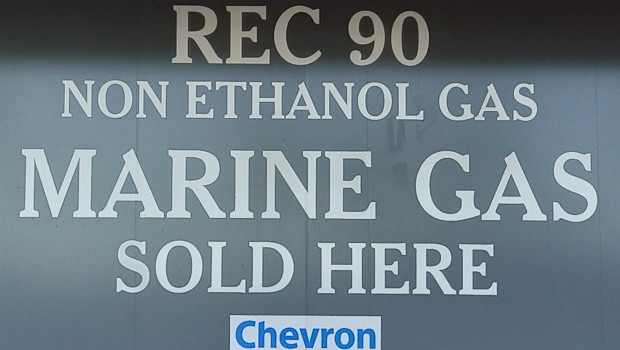 REC 90
NON ETHANOL GAS
MARINE GAS
SOLD HERE
Chevron